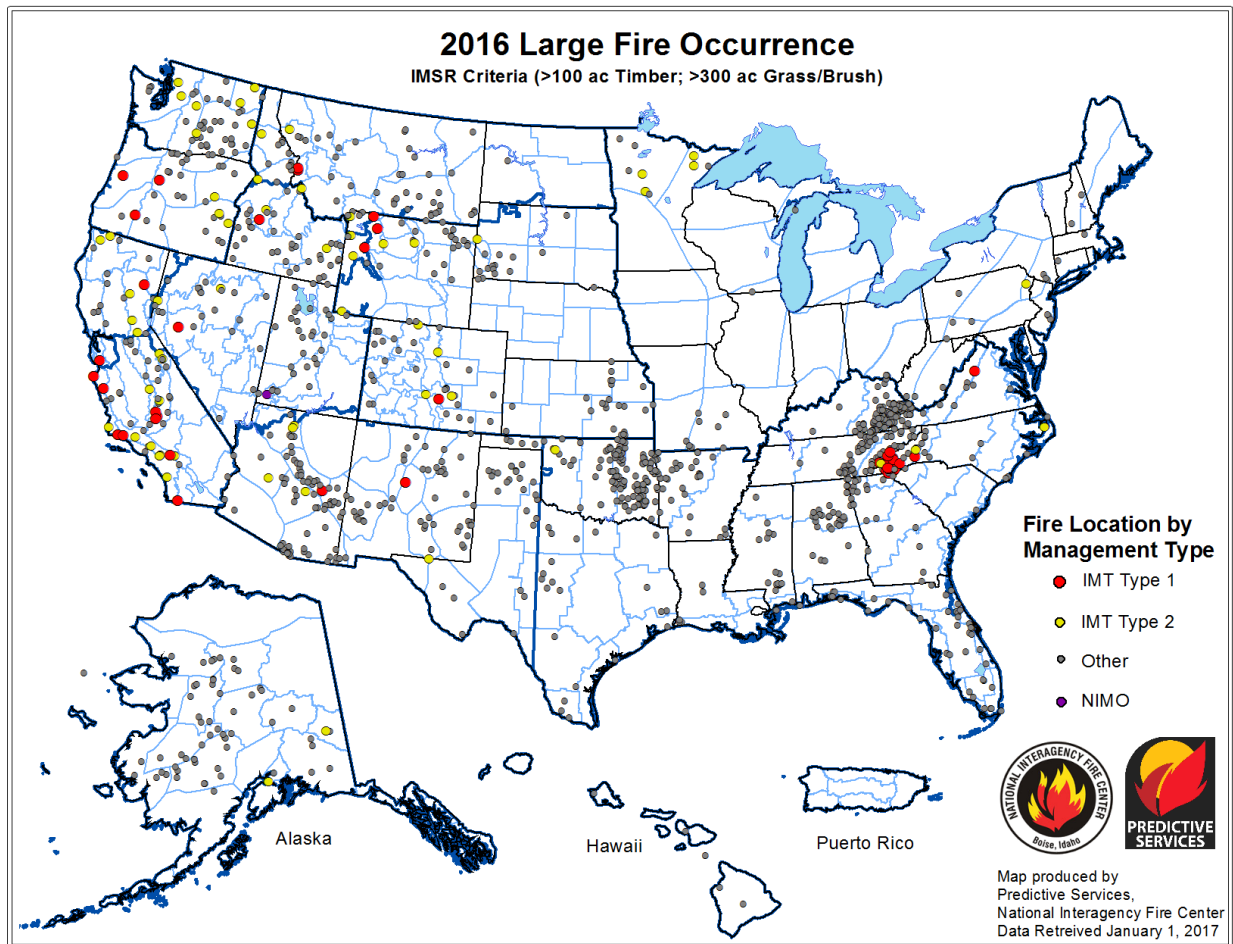 2016 Large Fire Occurrence
IMSR Criteria (>100 ac Timber; >300 ac Grass/Brush)
Fire Location by
Management Type
IMT Type 1
IMT Type 2
Other
NIMO
Alaska
Hawaii
Puerto Rico
NATIONAL INTERAGENCY FIRE CENTER
Boise, Idaho
PREDICTIVE
SERVICES
Map produced by
Predictive Services,
National Interagency Fire Center
Data Retreived January 1, 2017